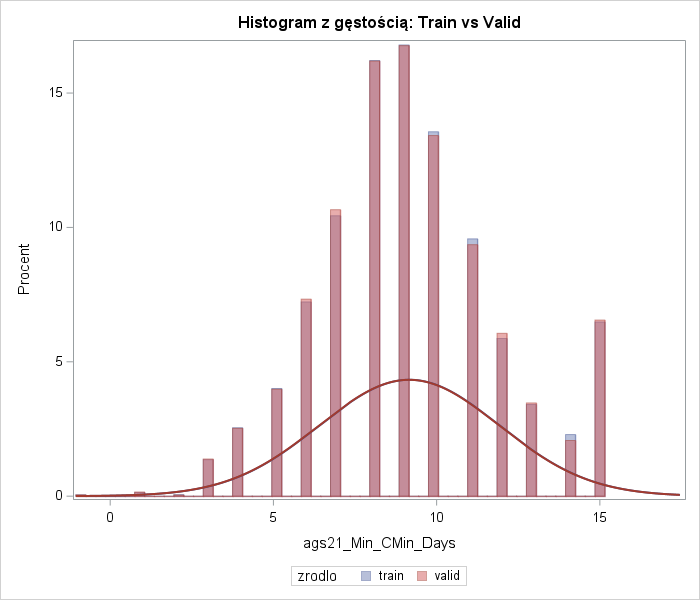 Histogram z gęstością: Train vs Valid
Procent
15
10
5
0
0 5 10 15
ags21_Min_CMin_Days
zrodlo train valid